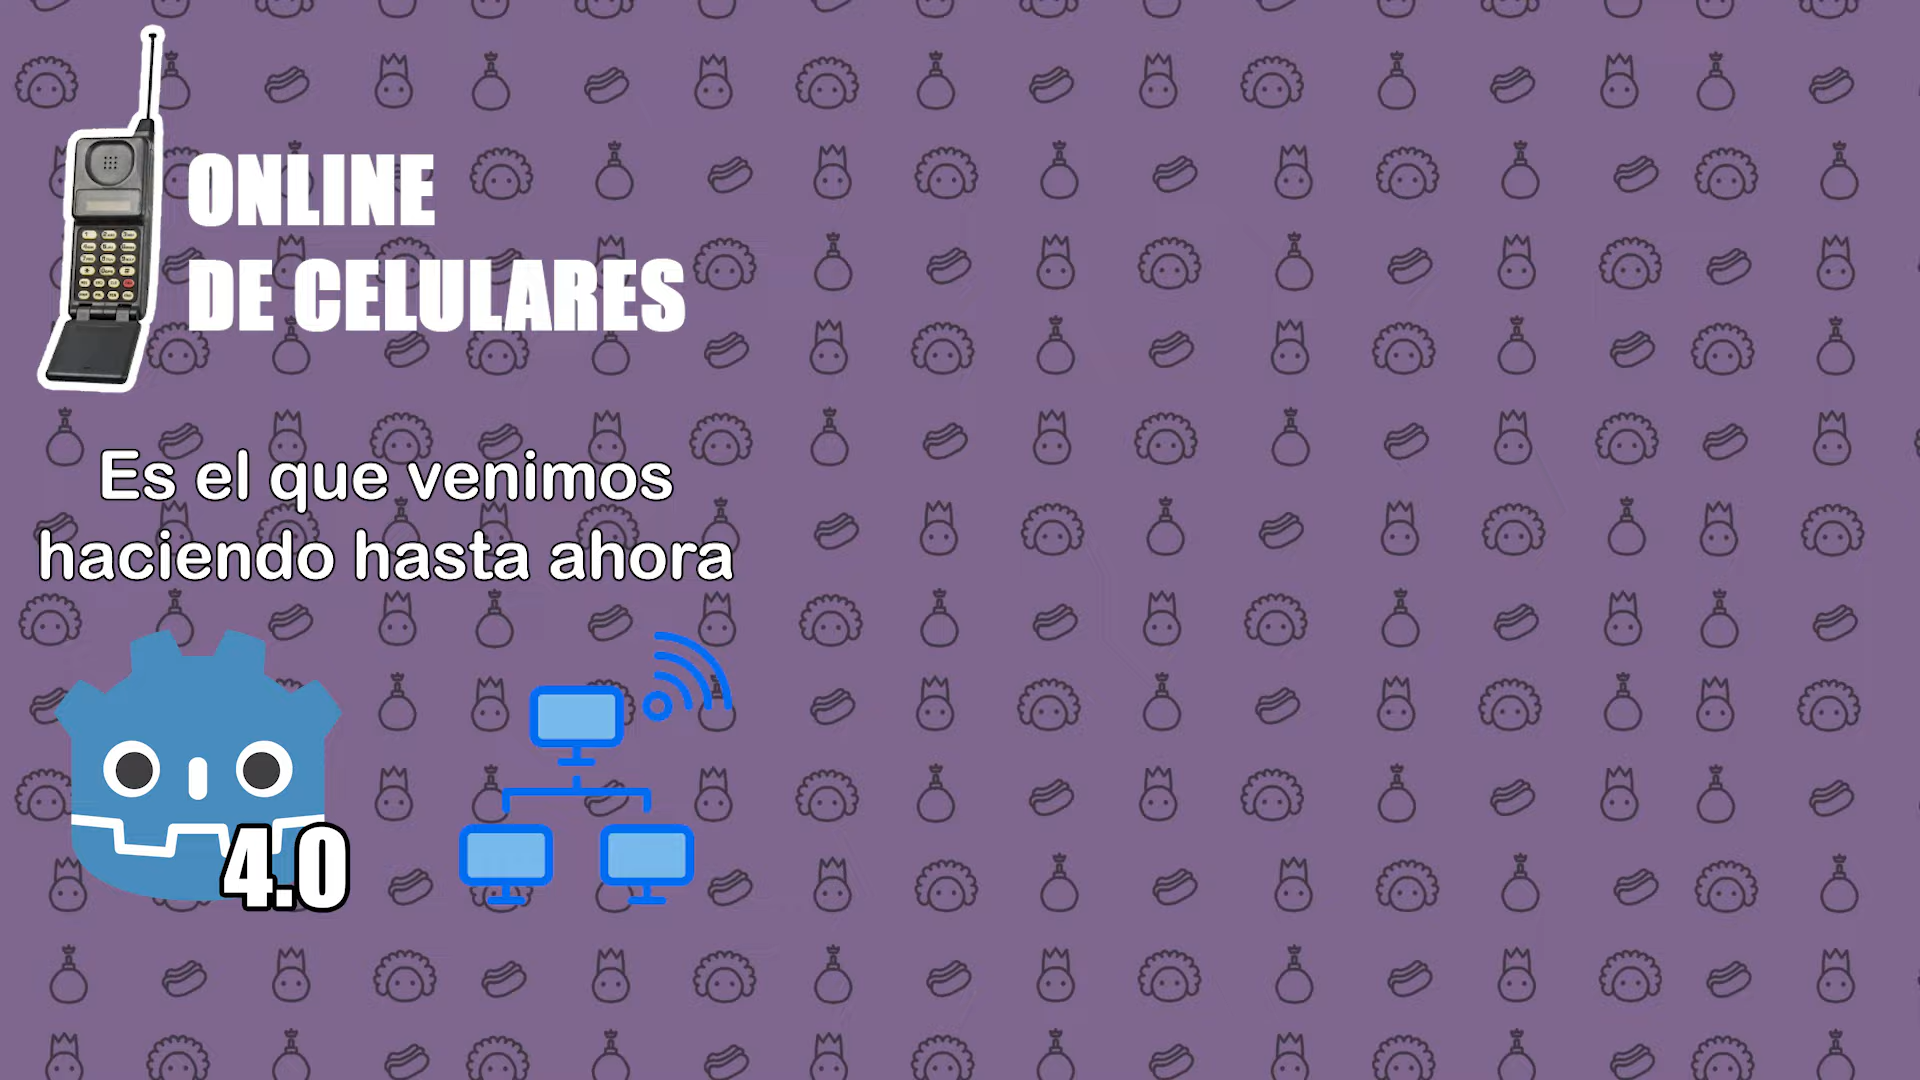 ONLINE
DE CELULARES
Es el que venimos
haciendo hasta ahora
4.0